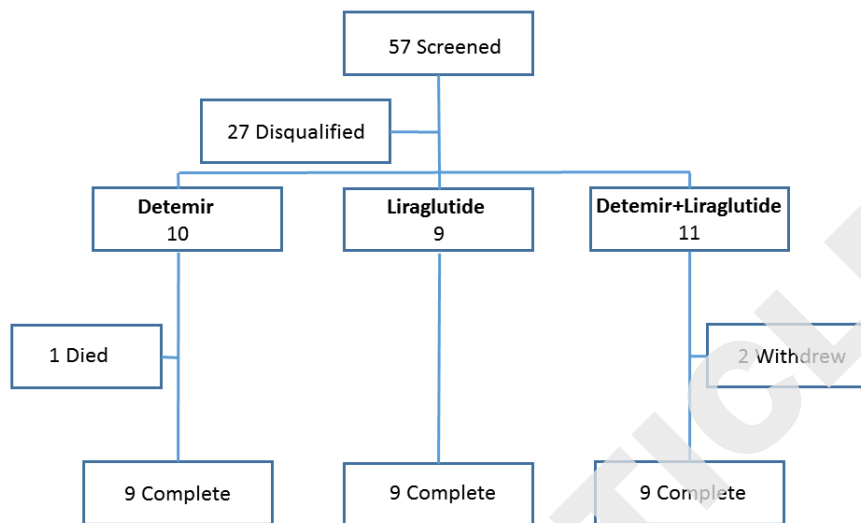 57 Screened
27 Disqualified
Detemir
10
Liraglutide
9
Detemir+Liraglutide
11
1 Died
2 Withdrew
9 Complete
9 Complete
9 Complete
TICL